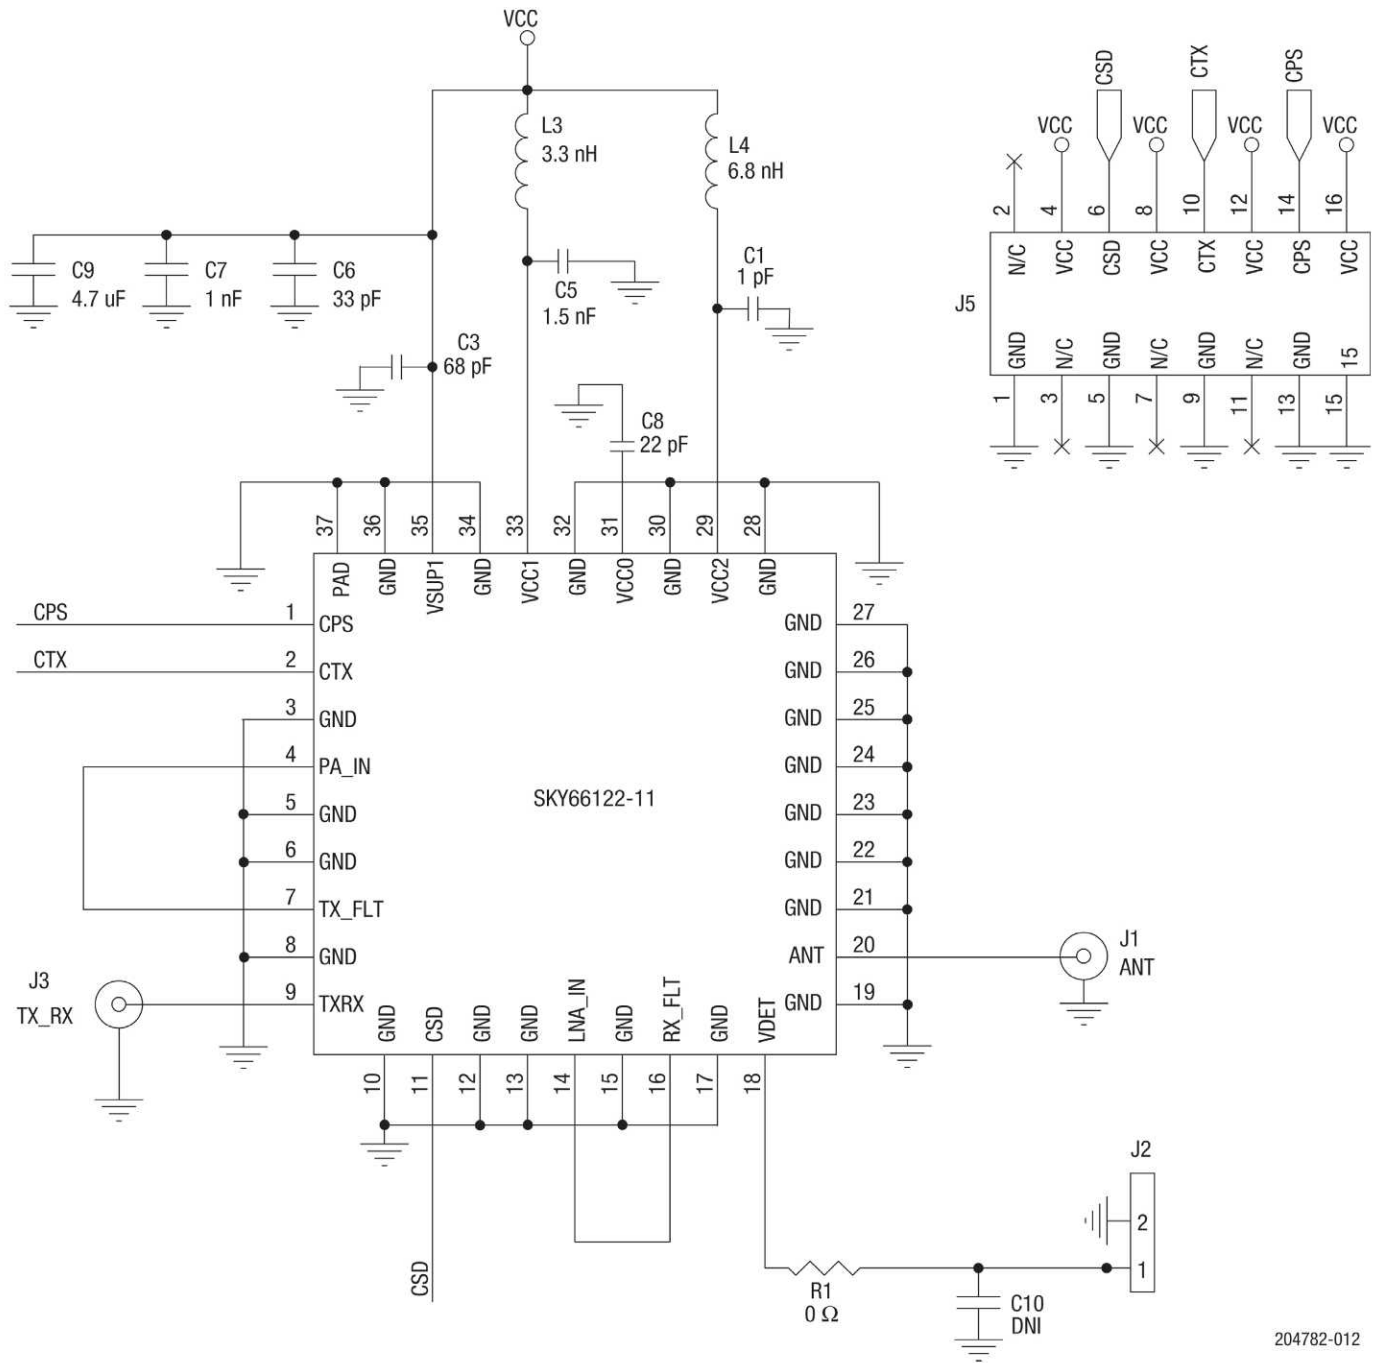 VCC
L3
3.3 nH
L4
6.8 nH
C9
4.7 uF
C7
1 nF
C6
33 pF
C5
1.5 nF
C1
1 pF
C3
68 pF
C8
22 pF
CSD
CTX
CPS
VCC
VCC
VCC
VCC
2
4
6
8
10
12
14
16
N/C
VCC
CSD
VCC
CTX
VCC
CPS
VCC
J5
GND
N/C
GND
N/C
GND
N/C
GND
15
1
3
5
7
9
11
13
15
37
36
35
34
33
32
31
30
29
28
PAD
GND
VSUP1
GND
VCC1
GND
VCC0
GND
VCC2
GND
CPS
1
CPS
CTX
2
CTX
3
GND
4
PA_IN
5
GND
6
GND
7
TX_FLT
8
GND
9
TXRX
J3
TX_RX
SKY66122-11
GND
27
GND
26
GND
25
GND
24
GND
23
GND
22
GND
21
ANT
20
GND
19
J1
ANT
GND
CSD
GND
GND
LNA_IN
GND
RX_FLT
GND
VDET
10
11
12
13
14
15
16
17
18
CSD
R1
0 Ω
C10
DNI
J2
2
1
204782-012